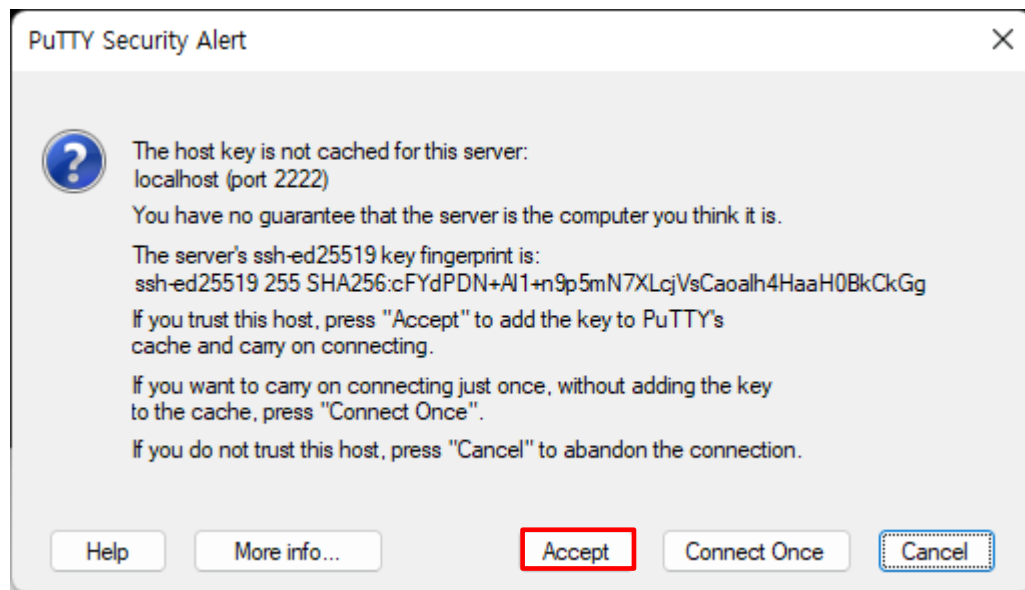 PuTTY Security Alert
The host key is not cached for this server:
localhost (port 2222)
You have no guarantee that the server is the computer you think it is.
The server's ssh-ed25519 key fingerprint is:
ssh-ed25519 255 SHA256:cFYdPDN+Al1+n9p5mN7XLcjVsCaoalh4HaaH0BkCkGg
If you trust this host, press "Accept" to add the key to PuTTY's
cache and carry on connecting.
If you want to carry on connecting just once, without adding the key
to the cache, press "Connect Once".
If you do not trust this host, press "Cancel" to abandon the connection.
Help More info... Accept Connect Once Cancel